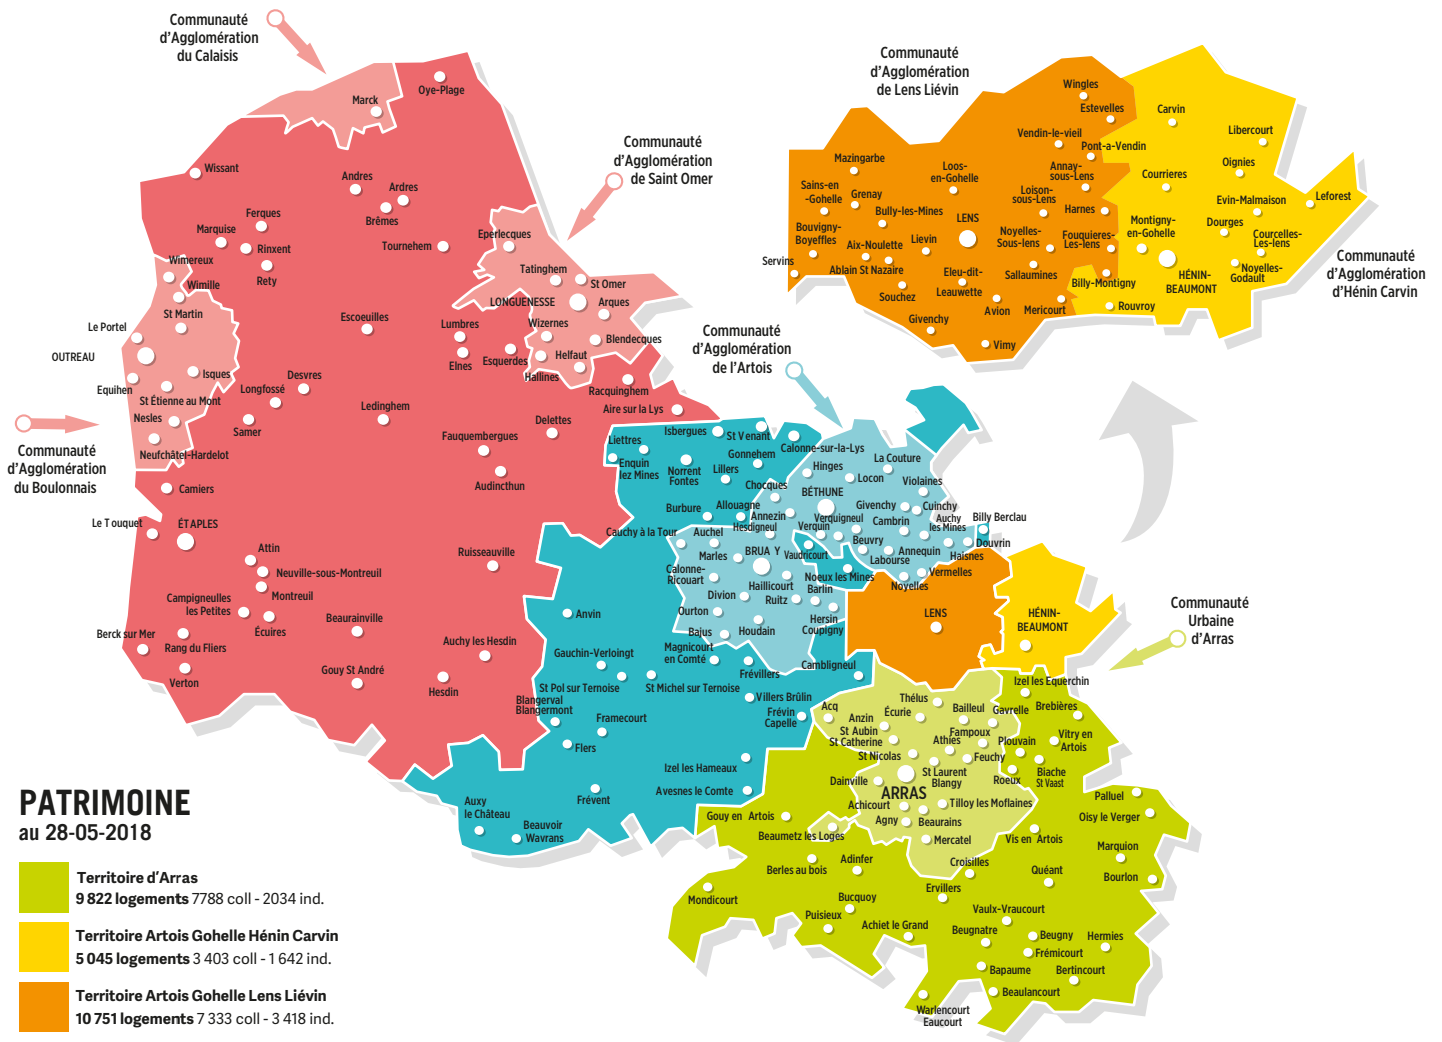 Communauté
d'Agglomération
du Calaisis
Marck
Oye-Plage
Communauté
d'Agglomération
de Saint Omer
Wissant
Andres
Ardres
Brêmes
Ferques
Marquise
Rinxent
Rety
Tournehem
Eperlecques
Tatinghem
St Omer
LONGUENESSE
Arques
Wizernes
Blendecques
Helfaut
Hallines
Esquerdes
Racquinghem
Aire sur la Lys
Wimereux
Wimille
St Martin
Le Portel
OUTREAU
Isques
Equihen
St Étienne au Mont
Nesles
Neufchâtel-Hardelot
Communauté
d'Agglomération
du Boulonnais
Escoeuilles
Lumbres
Elnes
Desvres
Longfossé
Samer
Ledinghem
Delettes
Fauquembergues
Audincthun
Camiers
Le Touquet
ÉTAPLES
Attin
Neuville-sous-Montreuil
Montreuil
Campigneulles
les Petites
Écuires
Ruisseauville
Beaurainville
Berck sur Mer
Rang du Fliers
Verton
Gouy St André
Auchy les Hesdin
Hesdin
Communauté
d'Agglomération
de Lens Liévin
Wingles
Estevelles
Vendin-le-vieil
Pont-a-Vendin
Mazingarbe
Loos-
en-Gohelle
Annay-
sous-Lens
Sains-en
-Gohelle
Grenay
Loison-
sous-Lens
Harnes
Bully-les-Mines
LENS
Bouvigny-
Boyeffles
Aix-Noulette
Lievin
Noyelles-
Sous-lens
Fouquieres-
Les-lens
Servins
Ablain St Nazaire
Eleu-dit-
Leauwette
Sallaumines
Billy-Montigny
Souchez
Avion
Mericourt
Rouvroy
Givenchy
Vimy
Carvin
Libercourt
Oignies
Courrieres
Evin-Malmaison
Leforest
Montigny-
en-Gohelle
Dourges
Courcelles-
Les-lens
HÉNIN-
BEAUMONT
Noyelles-
Godault
Communauté
d'Agglomération
d'Hénin Carvin
Communauté
d'Agglomération
de l'Artois
Isbergues
St Venant
Calonne-sur-la-Lys
Liettres
Enquin
lez Mines
Norrent
Fontes
Gonnehem
Lillers
Hinges
La Couture
Locon
Violaines
Chocques
BÉTHUNE
Burbure
Allouagne
Annezin
Hesdigneul
Verquigneul
Verquin
Givenchy
Cuinchy
Cambrin
Auchy
les Mines
Billy Berclau
Douvrin
Haisnes
Cauchy à la Tour
Auchel
Marles
BRUA Y
Vaudricourt
Beuvry
Annequin
Labourse
Vermelles
Noyelles
Calonne-
Ricouart
Haillicourt
Noeux les Mines
Barlin
Divion
Ruitz
Ourton
Hersin
Coupigny
Bajus
Houdain
LENS
HÉNIN-
BEAUMONT
Anvin
Gauchin-Verloingt
Magnicourt
en Comté
Frévillers
Cambligneul
St Pol sur Ternoise
St Michel sur Ternoise
Villers Brûlin
Blangerval
Blangermont
Framecourt
Frévin
Capelle
Flers
Izel les Hameaux
Avesnes le Comte
Frévent
Auxy
le Château
Beauvoir
Wavrans
Communauté
Urbaine
d'Arras
Izel les Equerchin
Brebières
Thélus
Bailleul
Gavrelle
Acq
Écurie
Anzin
St Aubin
Fampoux
St Catherine
Athies
Plouvain
Vitry en
Artois
St Nicolas
Feuchy
St Laurent
Blangy
Roeux
Biache
St Vaast
Dainville
ARRAS
Achicourt
Tilloy les Moflaines
Agny
Beaurains
Mercatel
Palluel
Oisy le Verger
Gouy en Artois
Beaumetz les Loges
Vis en Artois
Marquion
Berles au bois
Adinfer
Croisilles
Quéant
Bourlon
Mondicourt
Ervillers
Bucquoy
Vaulx-Vraucourt
Puisieux
Achiet le Grand
Beugnatre
Beugny
Hermies
Frémicourt
Bapaume
Bertincourt
Beaulancourt
Warlencourt
Eaucourt
PATRIMOINE
au 28-05-2018
Territoire d'Arras
9 822 logements 7788 coll - 2034 ind.
Territoire Artois Gohelle Hénin Carvin
5 045 logements 3 403 coll - 1 642 ind.
Territoire Artois Gohelle Lens Liévin
10 751 logements 7 333 coll - 3 418 ind.